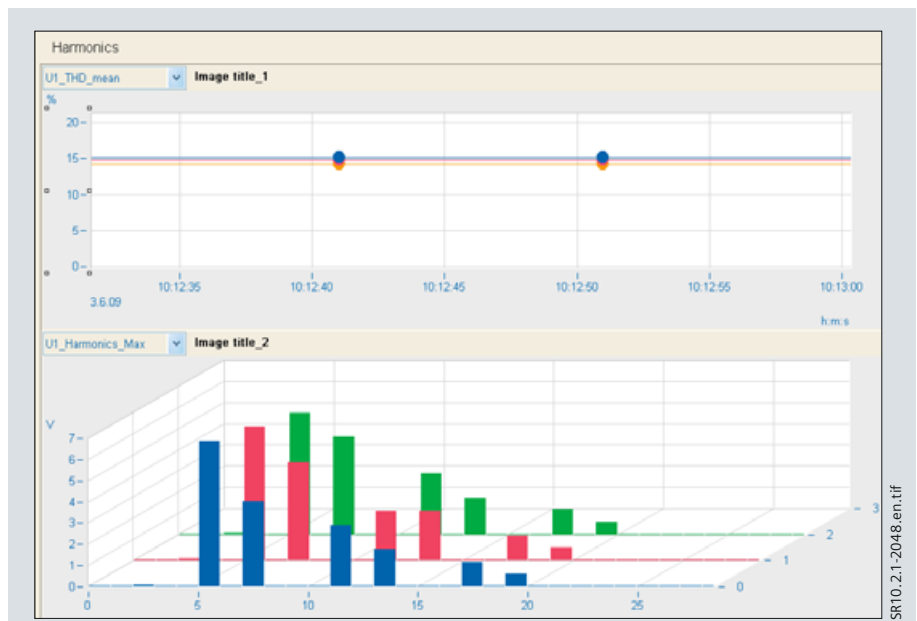 Harmonics
U1_THD_mean Image title_1
%
20
15
10
5
0
10:12:35 10:12:40 10:12:45 10:12:50 10:12:55 10:13:00
3.6.09
h:m:s
U1_Harmonics_Max Image title_2
V
7
6
5
4
3
2
1
0
3
2
1
0
0 5 10 15 20 25
SR10.2.1-2048.en.tif